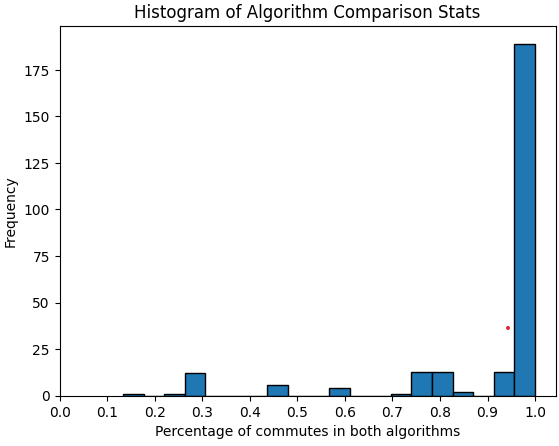 Histogram of Algorithm Comparison Stats
Frequency
175
150
125
100
75
50
25
0
0.0 0.1 0.2 0.3 0.4 0.5 0.6 0.7 0.8 0.9 1.0
Percentage of commutes in both algorithms